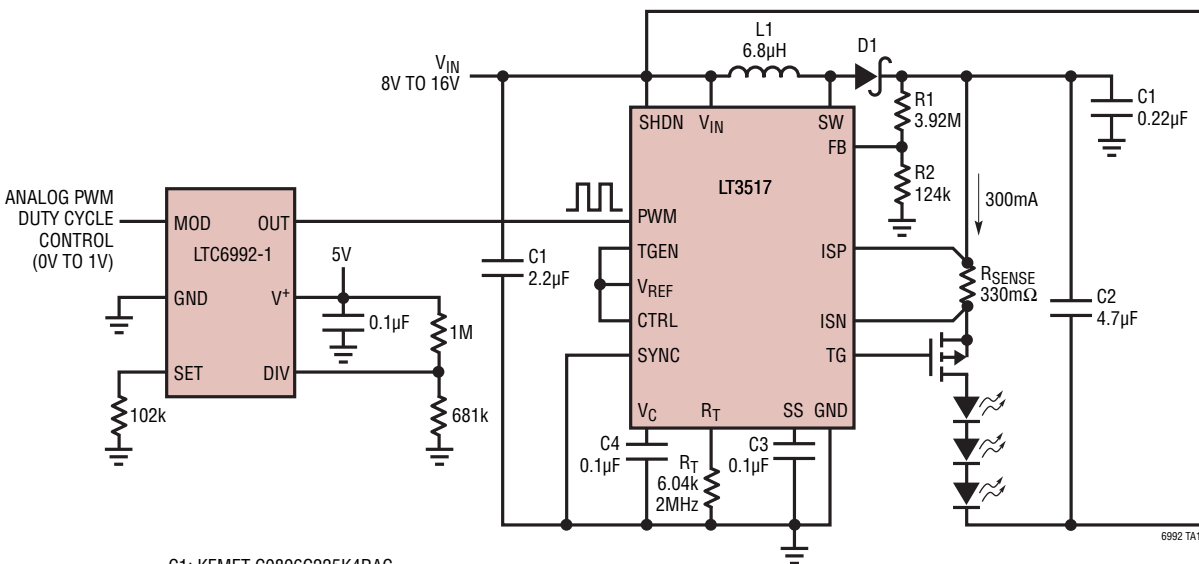 L1
6.8µH
D1
VIN
8V TO 16V
R1
3.92M
C1
0.22µF
SHDN
VIN
SW
FB
LT3517
R2
124k
300mA
ANALOG PWM
DUTY CYCLE
CONTROL
(0V TO 1V)
MOD
OUT
LTC6992-1
PWM
5V
C1
2.2µF
TGEN
ISP
GND
V+
VREF
RSENSE
330mΩ
C2
4.7µF
0.1µF
1M
CTRL
ISN
SYNC
TG
SET
DIV
102k
681k
VC
RT
SS
GND
C4
0.1µF
RT
6.04k
2MHz
C3
0.1µF
6992 TA1